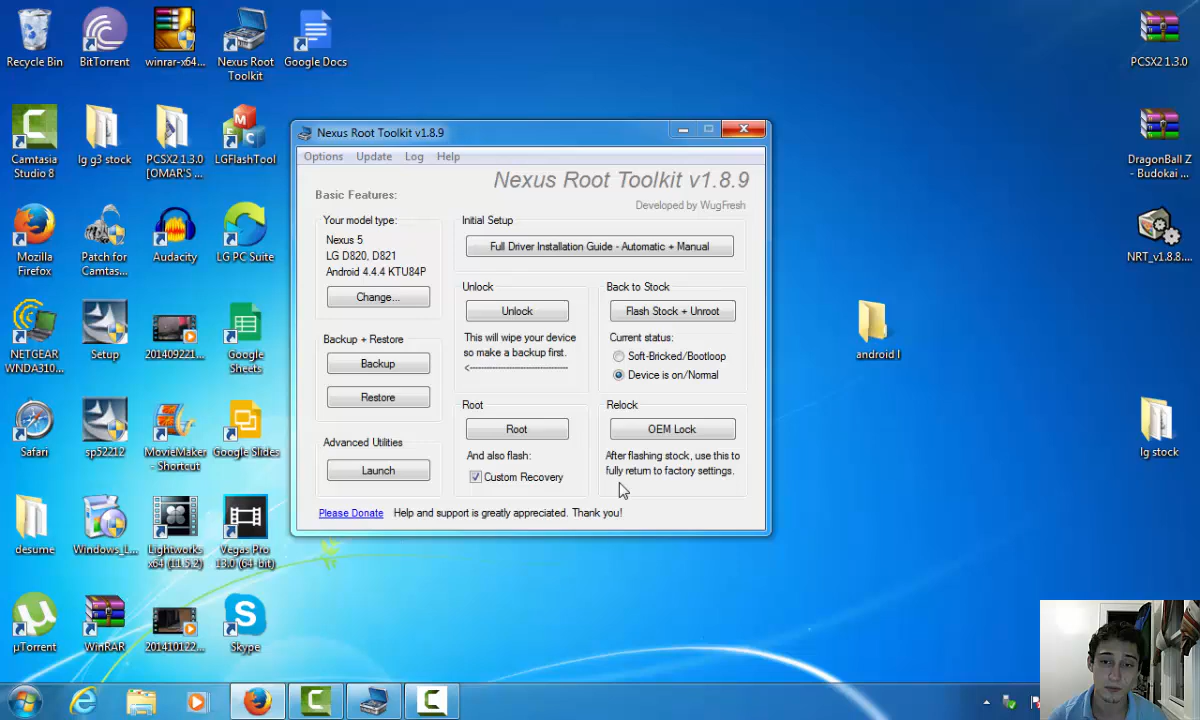 Recycle Bin
BitTorrent
winrar-x64...
Nexus Root
Toolkit
Google Docs
PCSX2 1.3.0
Camtasia
Studio 8
lg g3 stock
PCSX2 1.3.0
[OMAR'S ...
LGFlashTool
DragonBall Z
- Budokai ...
Mozilla
Firefox
Patch for
Camtas...
Audacity
LG PC Suite
NRT_v1.8.8....
NETGEAR
WNDA310...
Setup
201409221...
Google
Sheets
android l
Safari
sp52212
MovieMaker
- Shortcut
Google Slides
lg stock
desume
Windows_L...
Lightworks
x64 (11.5.2)
Vegas Pro
13.0 (64-bit)
µTorrent
WinRAR
201410122...
Skype
Nexus Root Toolkit v1.8.9
Options Update Log Help
Nexus Root Toolkit v1.8.9
Developed by WugFresh
Basic Features:
Your model type:
Nexus 5
LG D820, D821
Android 4.4.4 KTU84P
Change...
Backup + Restore
Backup
Restore
Advanced Utilities
Launch
Initial Setup
Full Driver Installation Guide - Automatic + Manual
Unlock
Unlock
This will wipe your device
so make a backup first.
<----------------------------
Back to Stock
Flash Stock + Unroot
Current status:
Soft-Bricked/Bootloop
Device is on/Normal
Root
Root
And also flash:
Custom Recovery
Relock
OEM Lock
After flashing stock, use this to
fully return to factory settings.
Please Donate Help and support is greatly appreciated. Thank you!